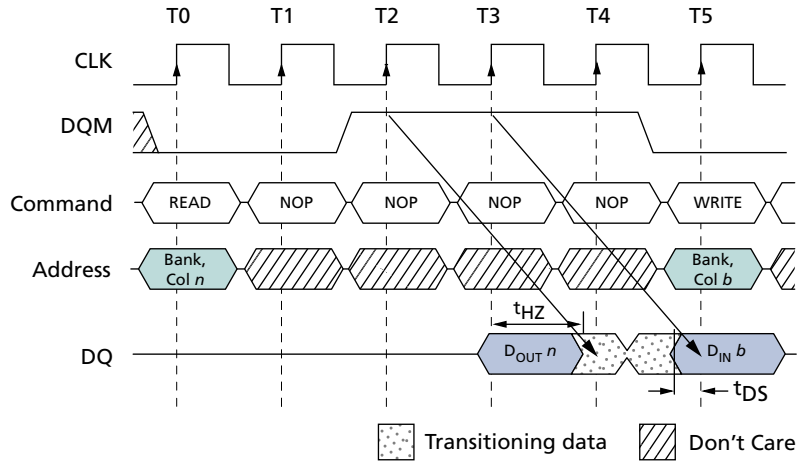 T0 T1 T2 T3 T4 T5
CLK
DQM
Command READ NOP NOP NOP NOP WRITE
Address Bank, Col n Bank, Col b
tHZ
DQ DOUT n DIN b
tDS
Transitioning data Don't Care